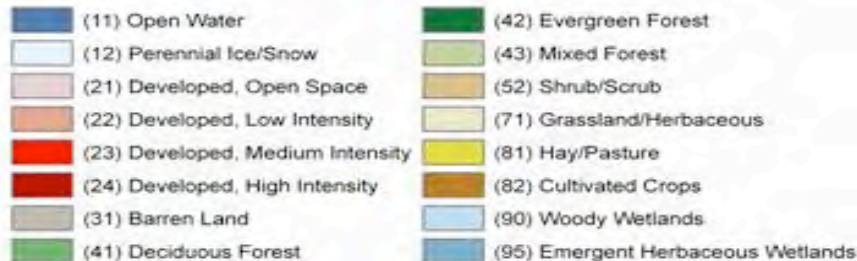 (11) Open Water
(12) Perennial Ice/Snow
(21) Developed, Open Space
(22) Developed, Low Intensity
(23) Developed, Medium Intensity
(24) Developed, High Intensity
(31) Barren Land
(41) Deciduous Forest
(42) Evergreen Forest
(43) Mixed Forest
(52) Shrub/Scrub
(71) Grassland/Herbaceous
(81) Hay/Pasture
(82) Cultivated Crops
(90) Woody Wetlands
(95) Emergent Herbaceous Wetlands